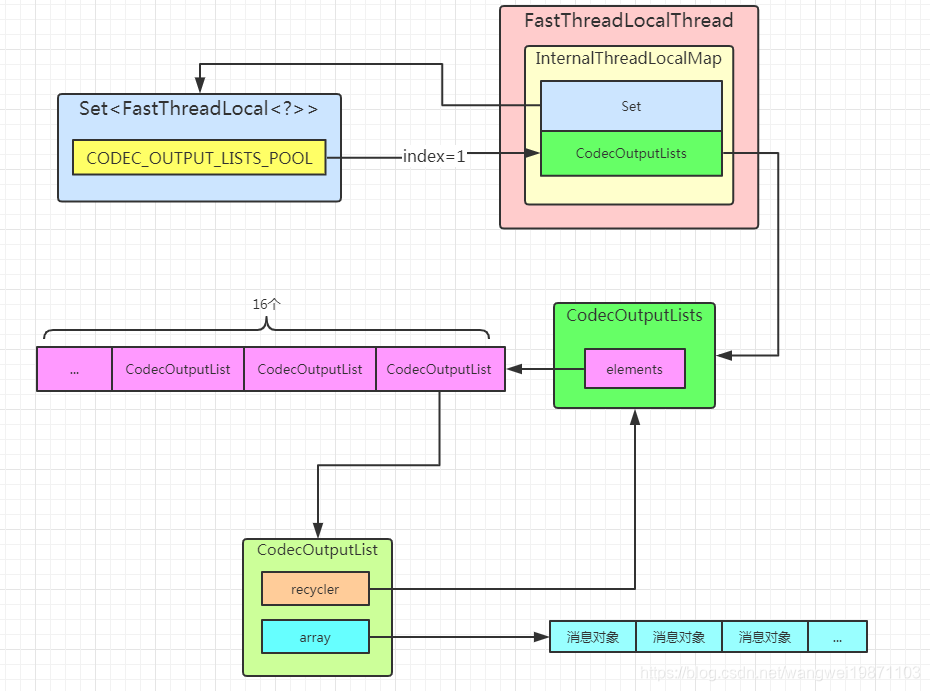 FastThreadLocalThread
InternalThreadLocalMap
Set
CodecOutputLists
Set<FastThreadLocal<?>>
CODEC_OUTPUT_LISTS_POOL
index=1
16个
... CodecOutputList CodecOutputList CodecOutputList
CodecOutputLists
elements
CodecOutputList
recycler
array
消息对象 消息对象 消息对象 ...
https://blog.csdn.net/wangwei19871103